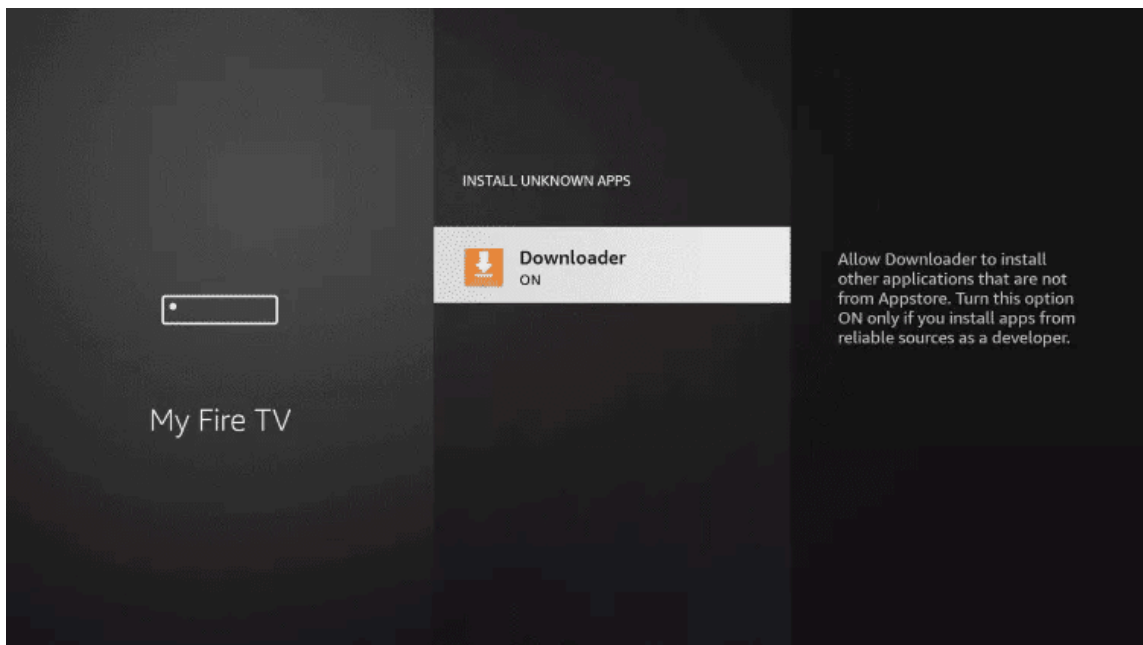 My Fire TV
INSTALL UNKNOWN APPS
Downloader
ON
Allow Downloader to install
other applications that are not
from Appstore. Turn this option
ON only if you install apps from
reliable sources as a developer.